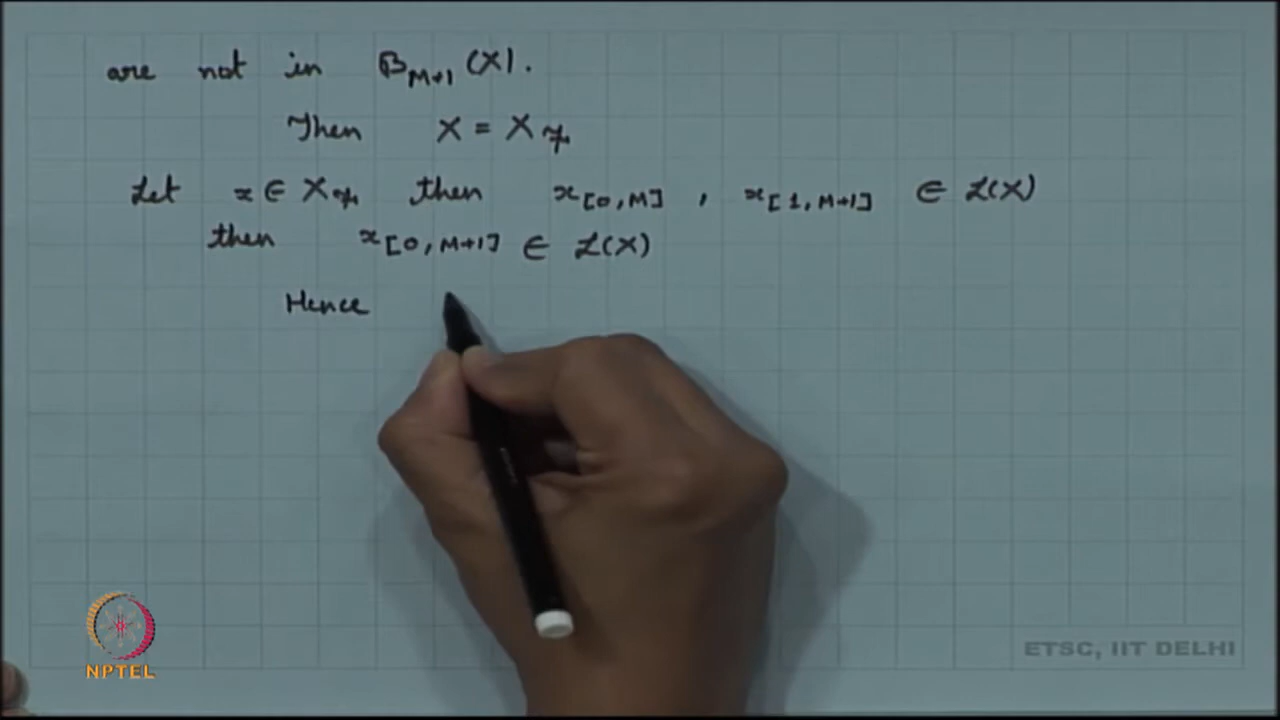 are not in B_{M+1}(X).
Then X = X_F
Let x ∈ X_F then x_{[0,M]} , x_{[1,M+1]} ∈ L(X)
then x_{[0,M+1]} ∈ L(X)
Hence
NPTEL
ETSC, IIT DELHI